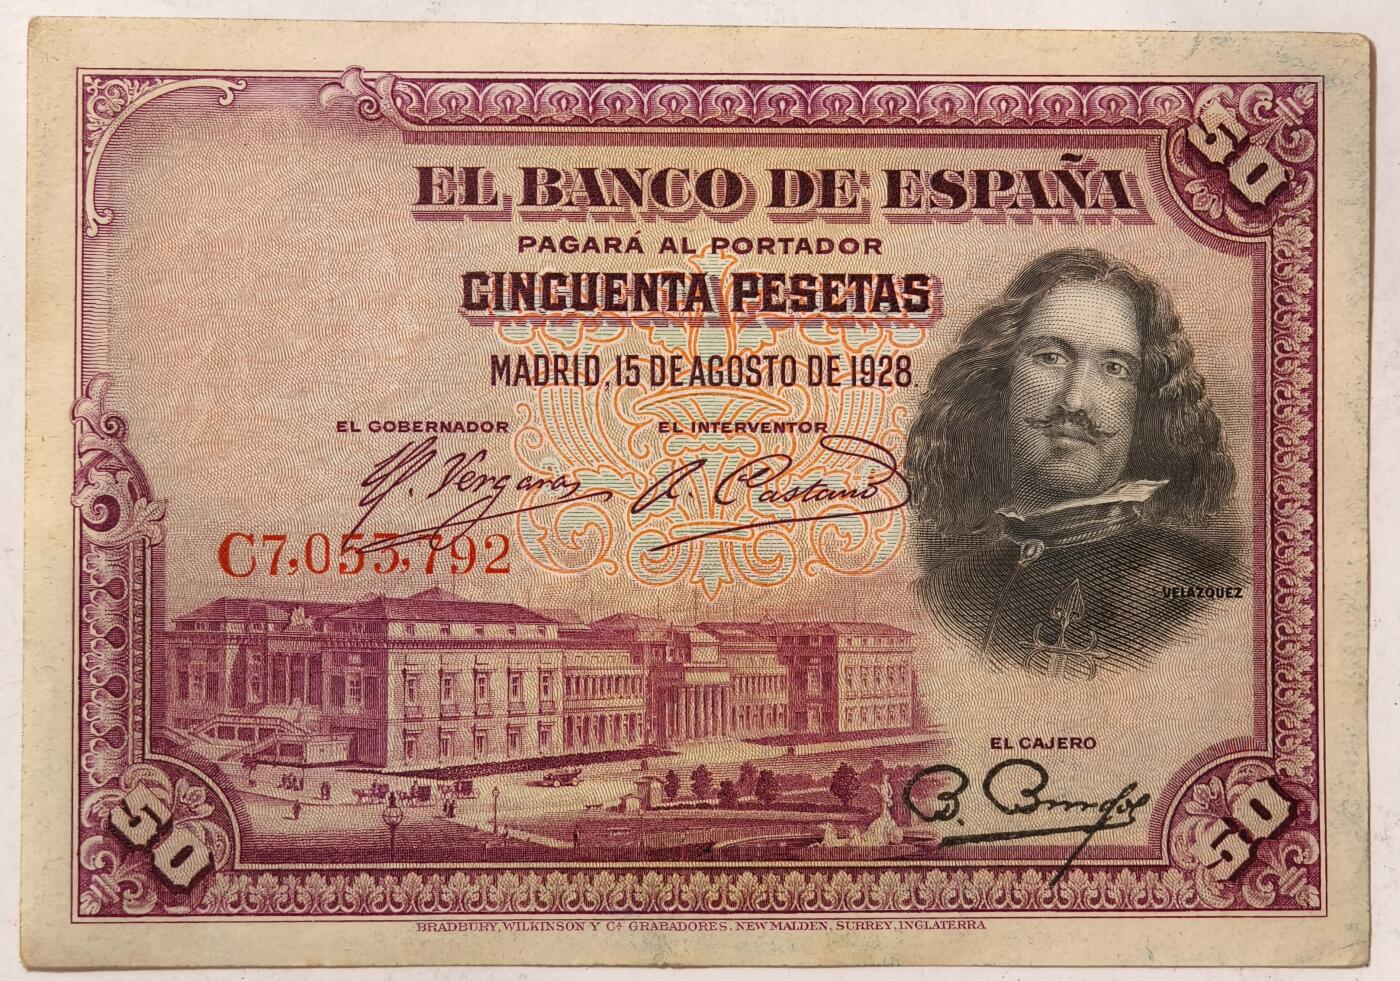 50
EL BANCO DE ESPAÑA
PAGARÁ AL PORTADOR
CINCUENTA PESETAS
MADRID, 15 DE AGOSTO DE 1928.
EL GOBERNADOR EL INTERVENTOR
C7,053,792
VELAZQUEZ
EL CAJERO
50 50
BRADBURY, WILKINSON Y Cª GRABADORES. NEW MALDEN, SURREY, INGLATERRA